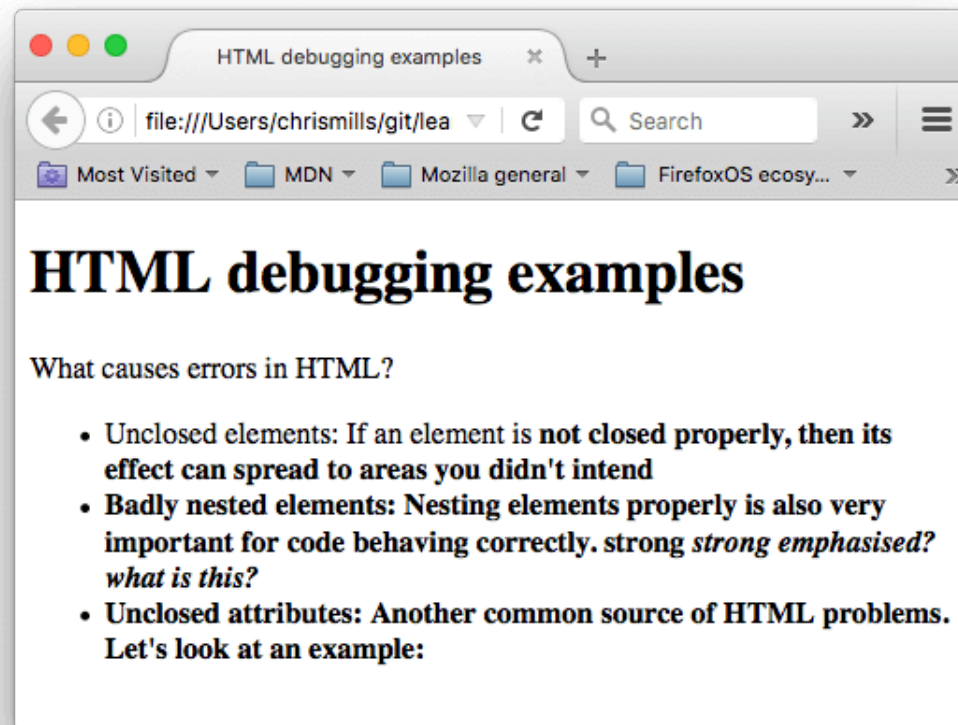 HTML debugging examples
file:///Users/chrismills/git/lea
Search
Most Visited
MDN
Mozilla general
FirefoxOS ecosy...
HTML debugging examples
What causes errors in HTML?
• Unclosed elements: If an element is not closed properly, then its
effect can spread to areas you didn't intend
• Badly nested elements: Nesting elements properly is also very
important for code behaving correctly. strong strong emphasised?
what is this?
• Unclosed attributes: Another common source of HTML problems.
Let's look at an example: